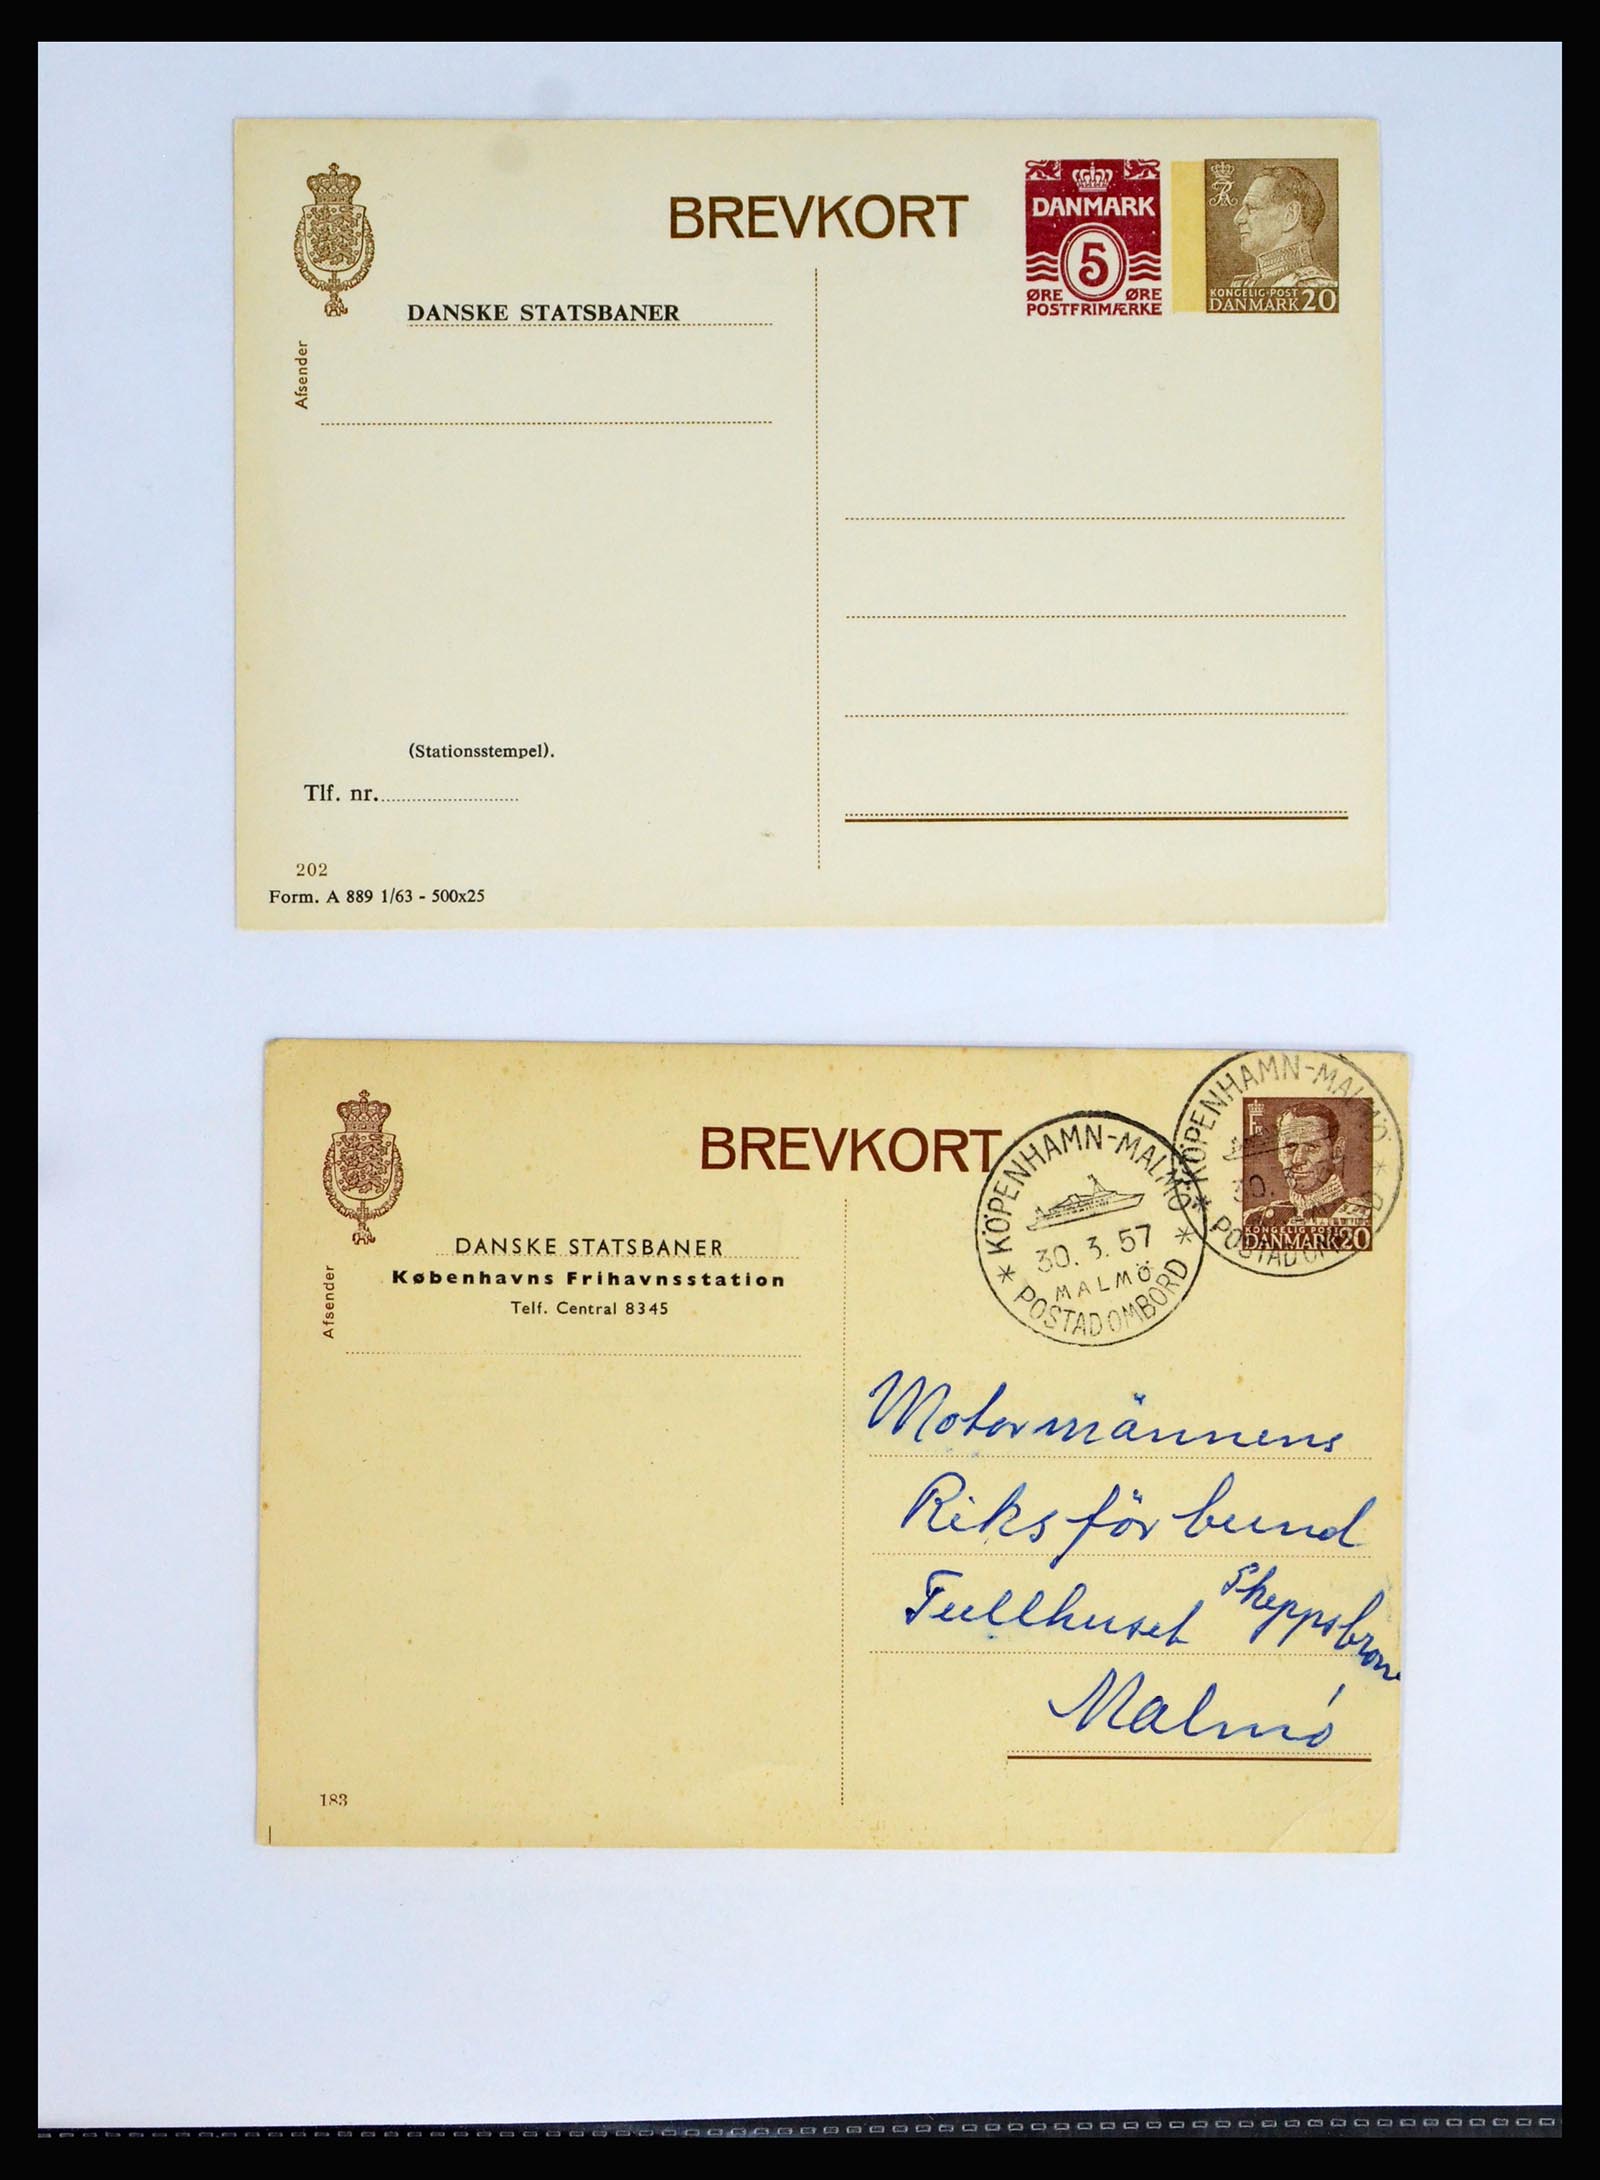 BREVKORT
DANMARK
5
ØRE ØRE
POSTFRIMÆRKE
KONGELIG·POST
DANMARK 20
DANSKE STATSBANER
Afsender
(Stationsstempel).
Tlf. nr.
202
Form. A 889 1/63 - 500x25
BREVKORT
KÖPENHAMN-MALMÖ
30.3.57
MALMÖ
* POSTAD OMBORD *
KÖPENHAMN-MALMÖ
KONGELIG POST
DANMARK 20
DANSKE STATSBANER
Københavns Frihavnsstation
Telf. Central 8345
Afsender
Motormännens
Riksförbund
Tullhuset Skeppsbron
Malmö
183